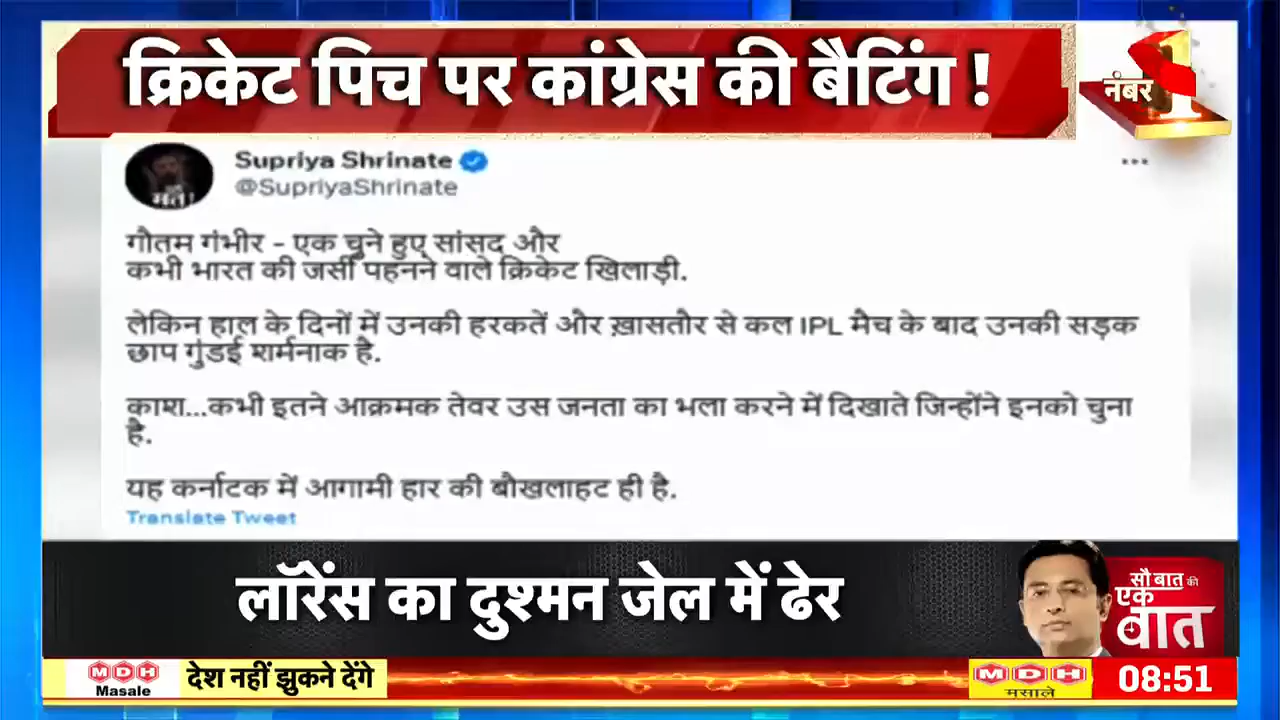 क्रिकेट पिच पर कांग्रेस की बैटिंग !
नंबर 1
Supriya Shrinate
@SupriyaShrinate
गौतम गंभीर - एक चुने हुए सांसद और
कभी भारत की जर्सी पहनने वाले क्रिकेट खिलाड़ी.
लेकिन हाल के दिनों में उनकी हरकतें और ख़ासतौर से कल IPL मैच के बाद उनकी सड़क
छाप गुंडई शर्मनाक है.
काश...कभी इतने आक्रमक तेवर उस जनता का भला करने में दिखाते जिन्होंने इनको चुना
है.
यह कर्नाटक में आगामी हार की बौखलाहट ही है.
Translate Tweet
लॉरेंस का दुश्मन जेल में ढेर
सौ बात की
एक
बात
MDH
Masale
देश नहीं झुकने देंगे
MDH
मसाले
08:51